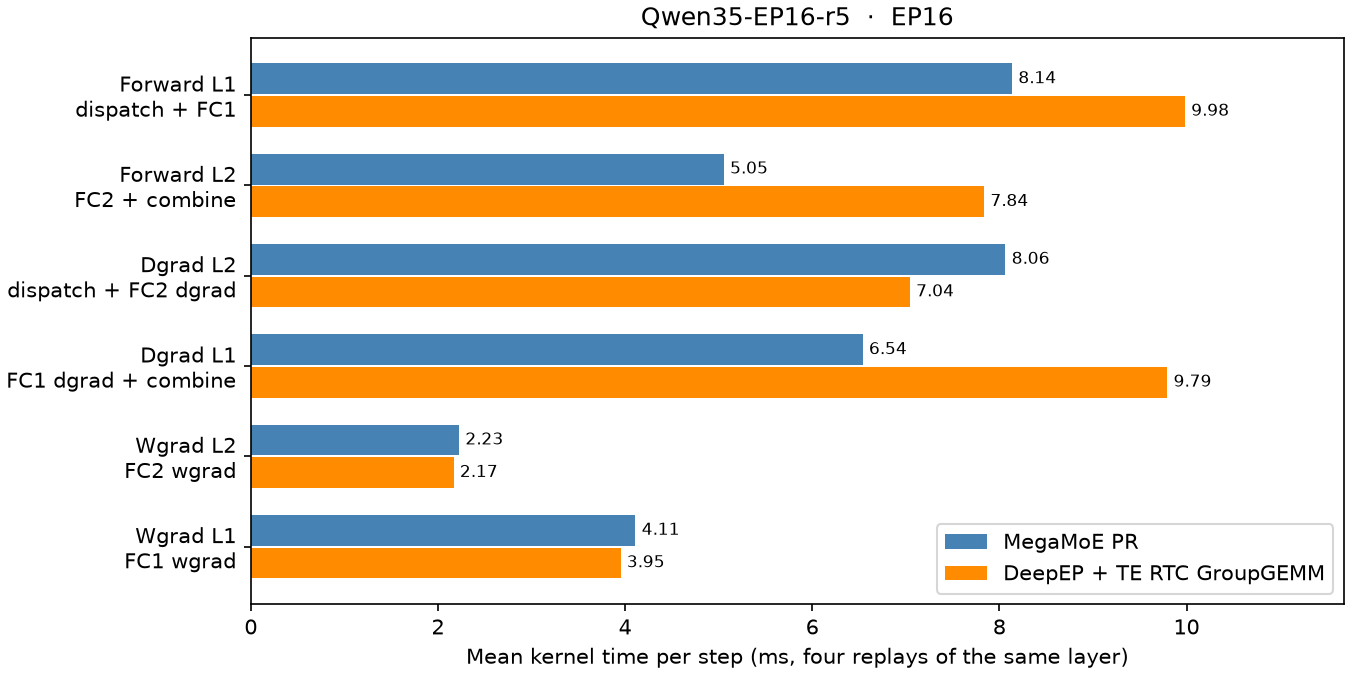 Qwen35-EP16-r5 · EP16
Forward L1
dispatch + FC1
8.14
9.98
Forward L2
FC2 + combine
5.05
7.84
Dgrad L2
dispatch + FC2 dgrad
8.06
7.04
Dgrad L1
FC1 dgrad + combine
6.54
9.79
Wgrad L2
FC2 wgrad
2.23
2.17
Wgrad L1
FC1 wgrad
4.11
3.95
MegaMoE PR
DeepEP + TE RTC GroupGEMM
0 2 4 6 8 10
Mean kernel time per step (ms, four replays of the same layer)